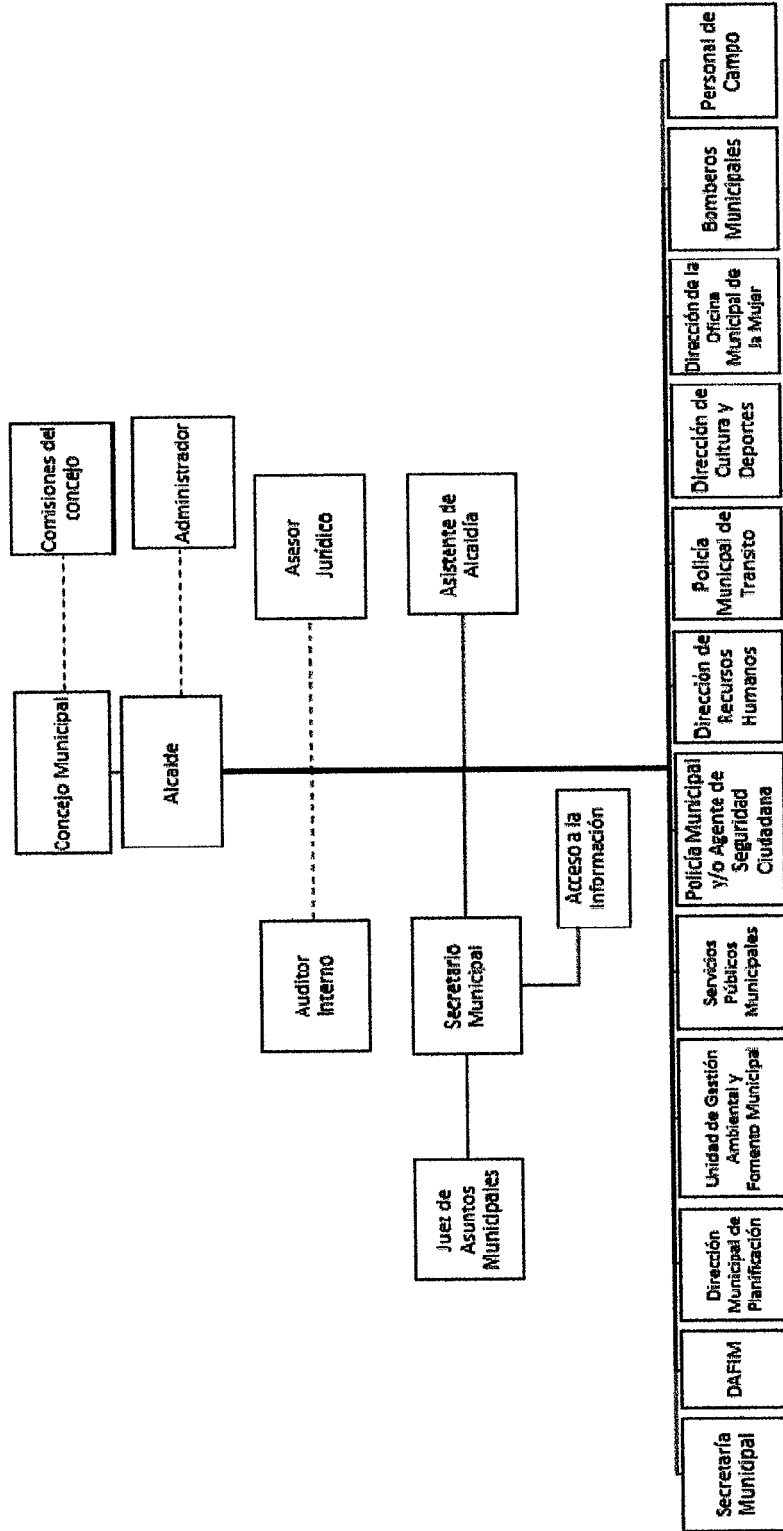 Concejo Municipal
Comisiones del
concejo
Alcalde
Administrador
Auditor
Interno
Asesor
Jurídico
Juez de
Asuntos
Municipales
Secretario
Municipal
Asistente de
Alcaldía
Acceso a la
Información
Secretaría
Municipal
DAFIM
Dirección
Municipal de
Planificación
Unidad de Gestión
Ambiental y
Fomento Municipal
Servicios
Públicos
Municipales
Policía Municipal
y/o Agente de
Seguridad
Ciudadana
Dirección de
Recursos
Humanos
Policía
Municpal de
Transito
Dirección de
Cultura y
Deportes
Dirección de la
Oficina
Municipal de
la Mujer
Bomberos
Municipales
Personal de
Campo